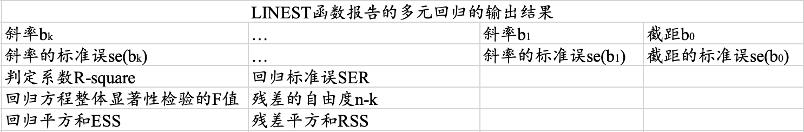 LINEST函数报告的多元回归的输出结果
斜率bk … 斜率b1 截距b0
斜率的标准误se(bk) … 斜率的标准误se(b1) 截距的标准误se(b0)
判定系数R-square 回归标准误SER
回归方程整体显著性检验的F值 残差的自由度n-k
回归平方和ESS 残差平方和RSS